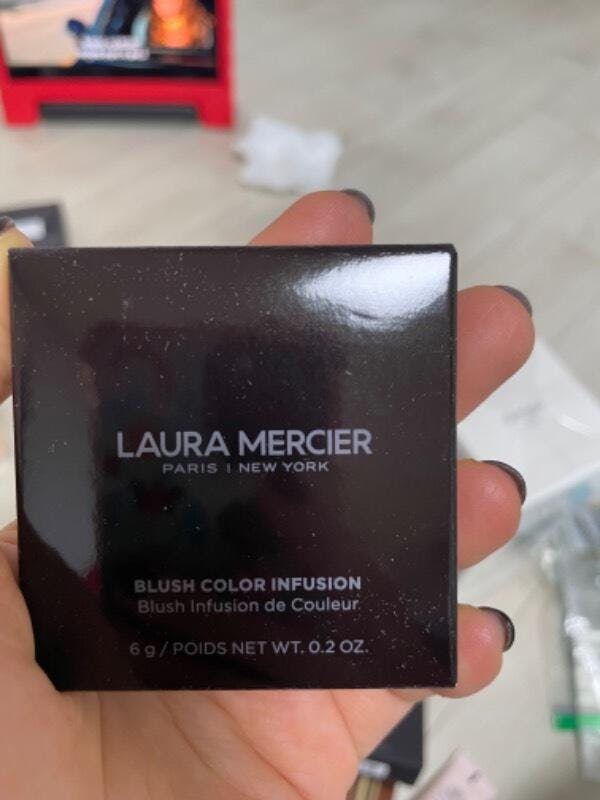 LAURA MERCIER
PARIS | NEW YORK
BLUSH COLOR INFUSION
Blush Infusion de Couleur
6 g / POIDS NET WT. 0.2 OZ.